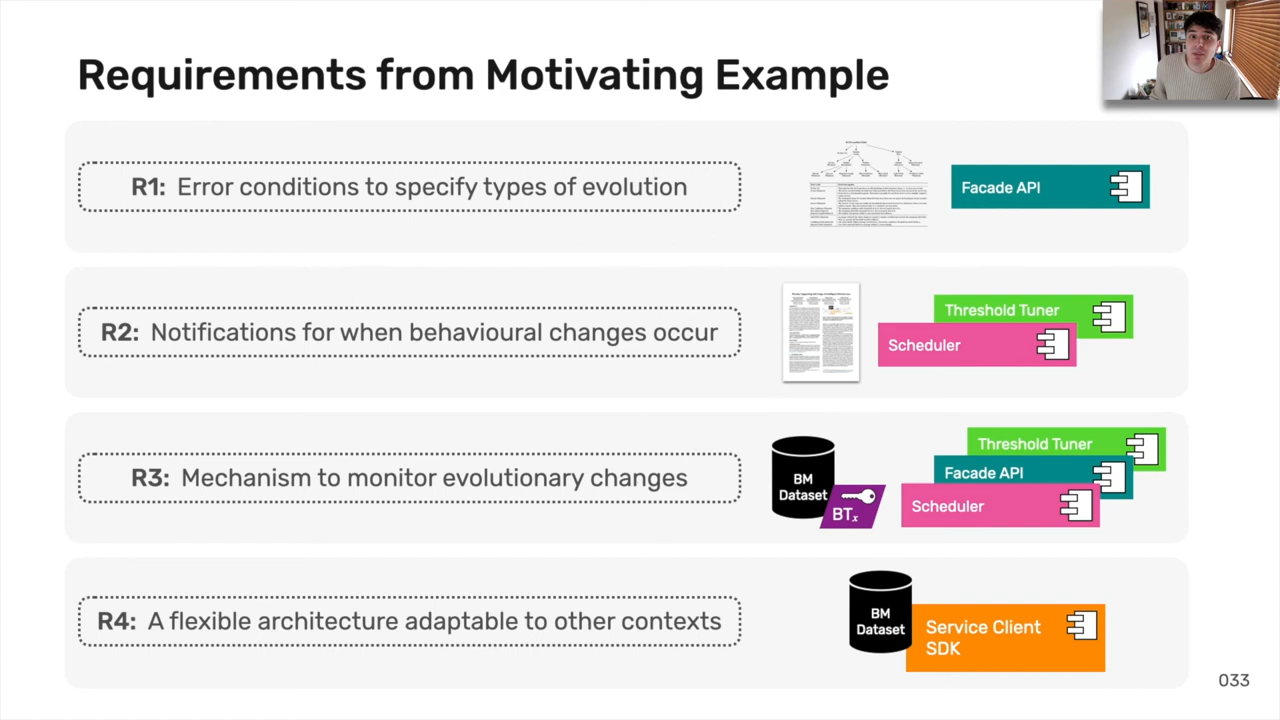 Requirements from Motivating Example
R1: Error conditions to specify types of evolution
Facade API
R2: Notifications for when behavioural changes occur
Threshold Tuner
Scheduler
R3: Mechanism to monitor evolutionary changes
BM
Dataset
BTx
Threshold Tuner
Facade API
Scheduler
R4: A flexible architecture adaptable to other contexts
BM
Dataset
Service Client
SDK
033